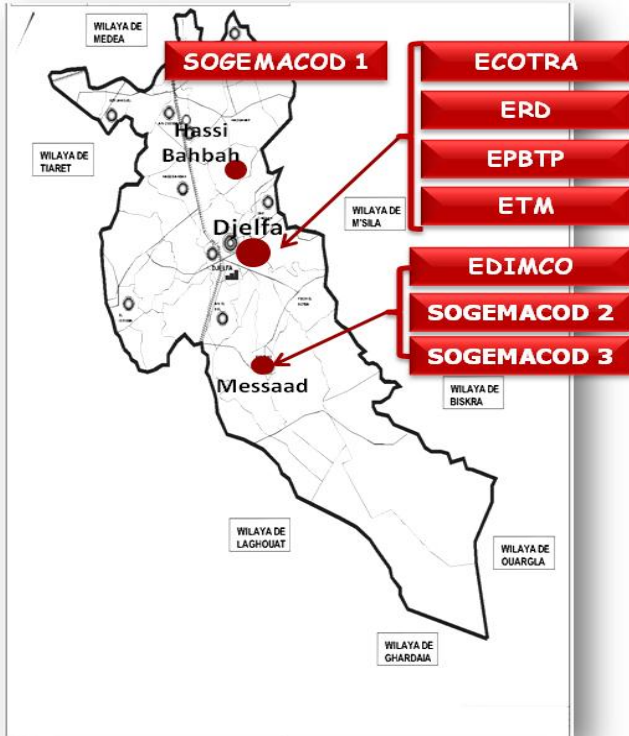 WILAYA DE
MEDEA
SOGEMACOD 1
ECOTRA
ERD
EPBTP
ETM
Hassi
Bahbah
WILAYA DE
TIARET
WILAYA DE
M'SILA
Djelfa
DJELFA
EDIMCO
SOGEMACOD 2
SOGEMACOD 3
Messaad
WILAYA DE
BISKRA
WILAYA DE
LAGHOUAT
WILAYA DE
OUARGLA
WILAYA DE
GHARDAIA